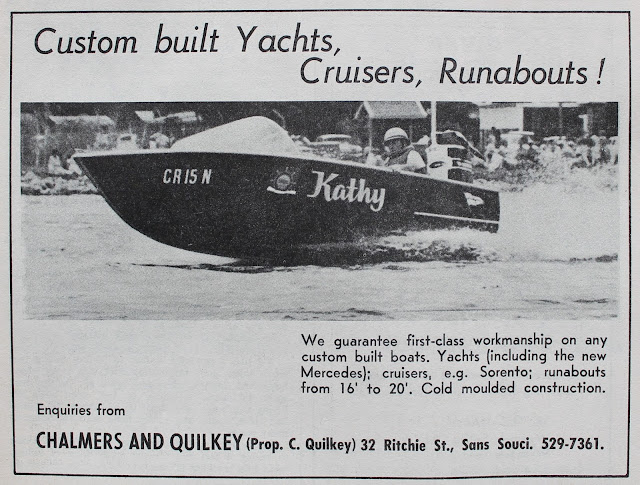 Custom built Yachts,
Cruisers, Runabouts!
CR15N
Kathy
We guarantee first-class workmanship on any
custom built boats. Yachts (including the new
Mercedes); cruisers, e.g. Sorento; runabouts
from 16' to 20'. Cold moulded construction.
Enquiries from
CHALMERS AND QUILKEY (Prop. C. Quilkey) 32 Ritchie St., Sans Souci. 529-7361.